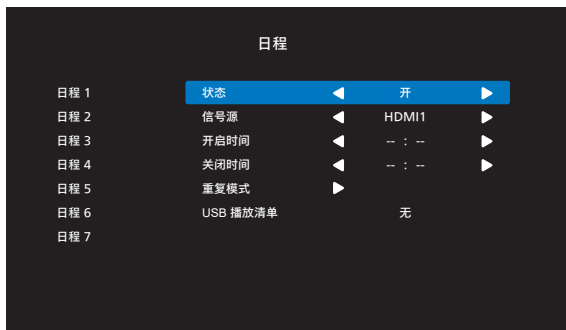 日程
日程 1 状态 开
日程 2 信号源 HDMI1
日程 3 开启时间 -- : --
日程 4 关闭时间 -- : --
日程 5 重复模式
日程 6 USB 播放清单 无
日程 7